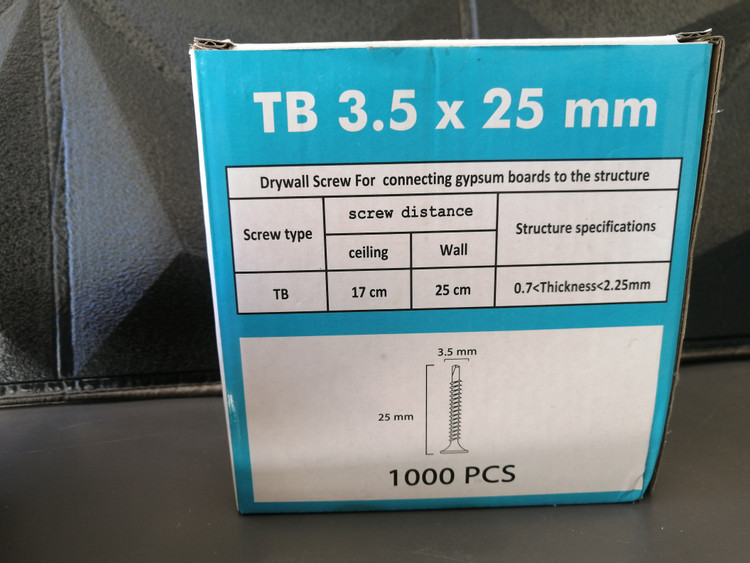 TB 3.5 x 25 mm
Drywall Screw For connecting gypsum boards to the structure
Screw type
screw distance
Structure specifications
ceiling
Wall
TB
17 cm
25 cm
0.7<Thickness<2.25mm
3.5 mm
25 mm
1000 PCS